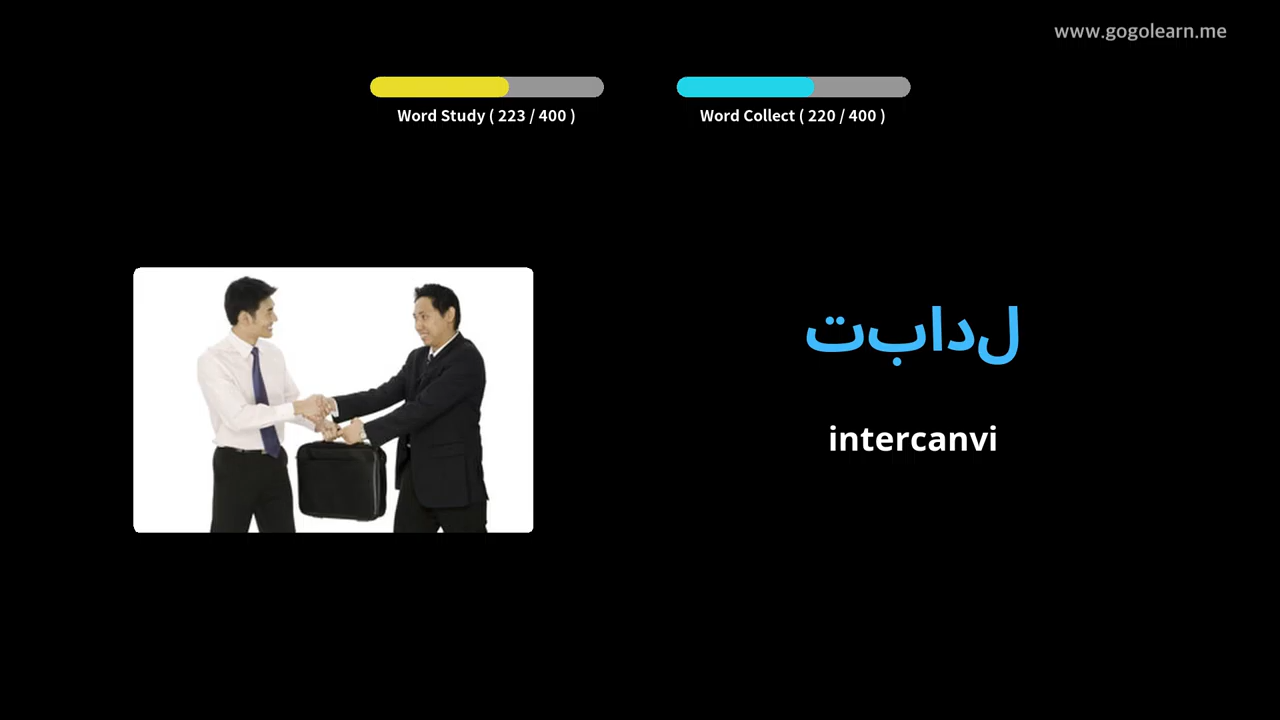 www.gogolearn.me
Word Study ( 223 / 400 )
Word Collect ( 220 / 400 )
تبادل
intercanvi